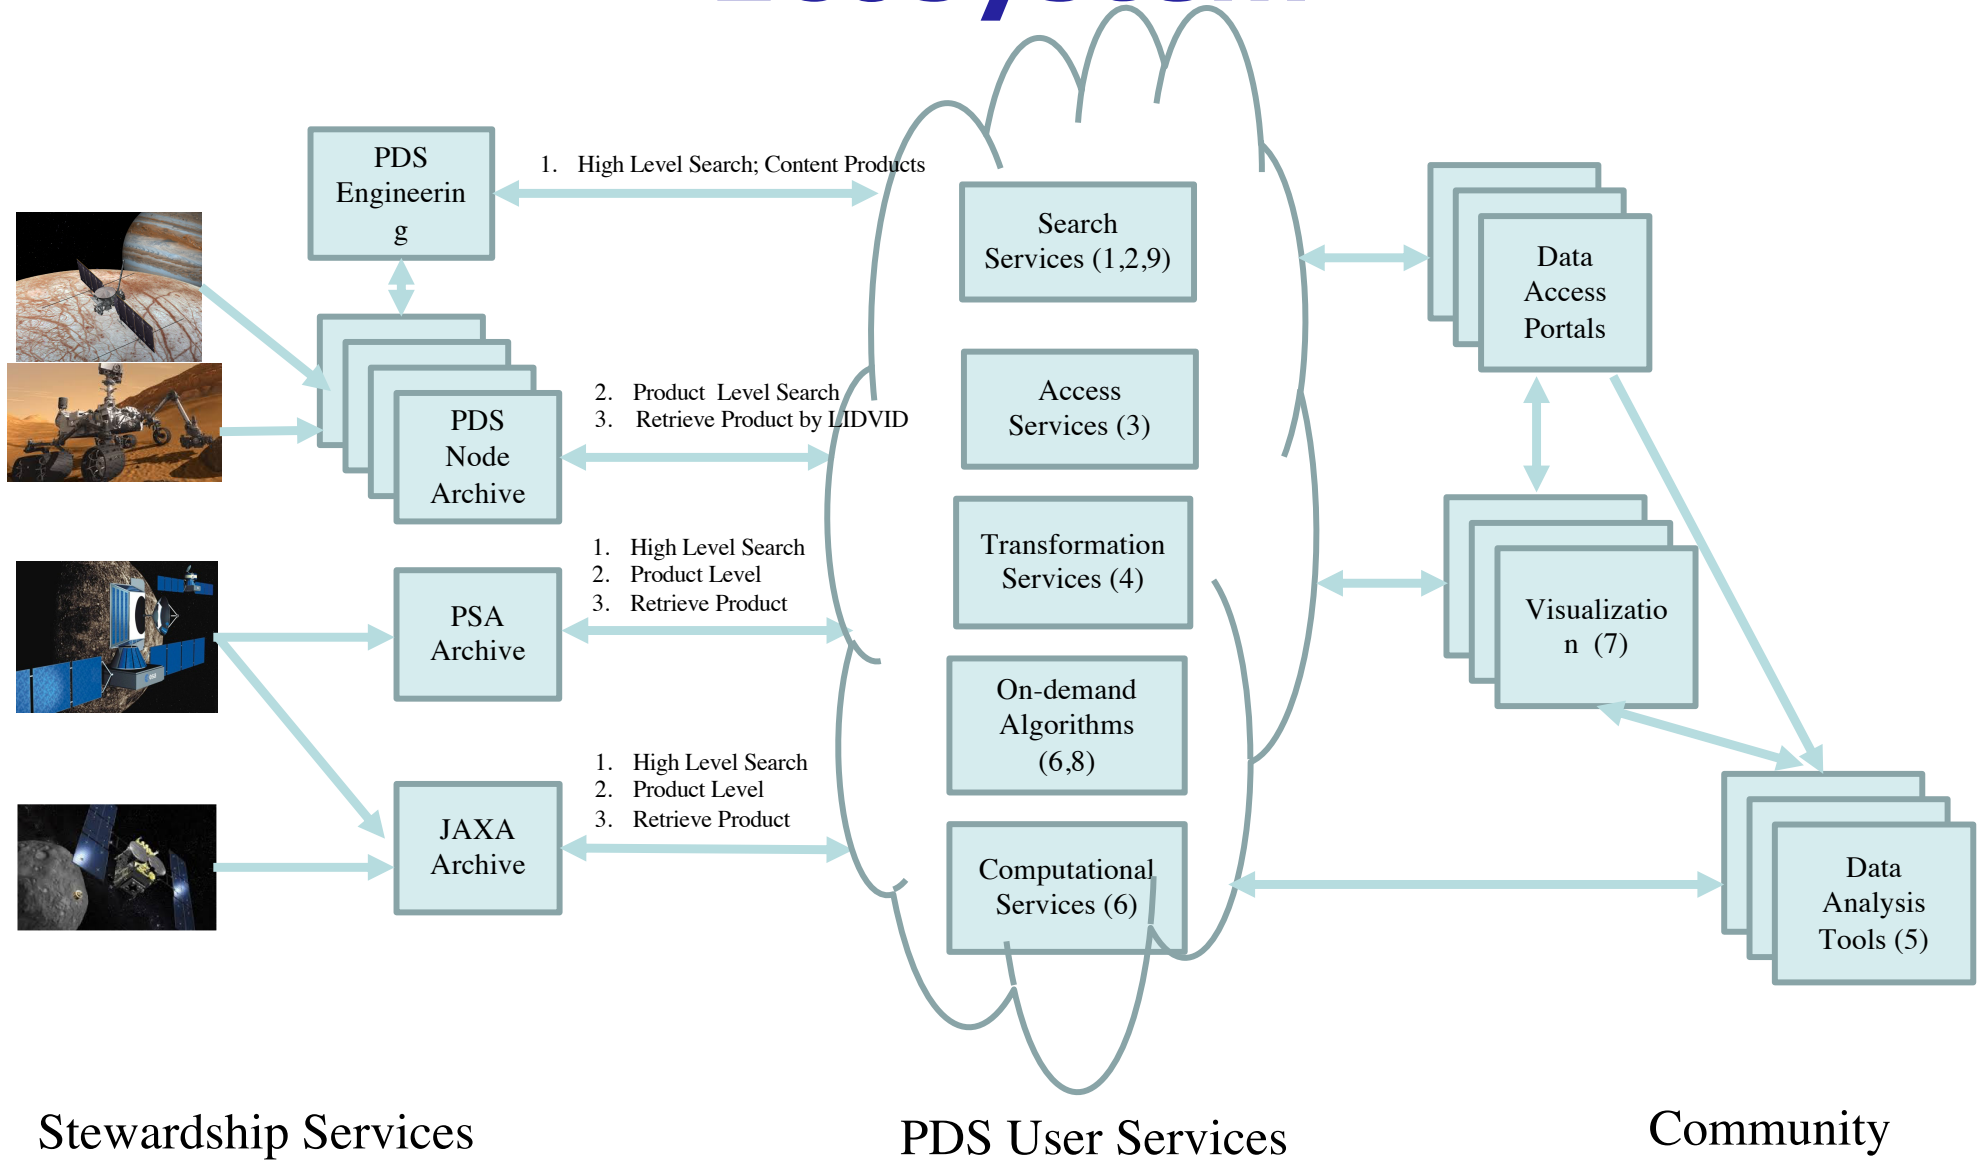 PDS
Engineerin
g
1. High Level Search; Content Products
PDS
Node
Archive
2. Product Level Search
3. Retrieve Product by LIDVID
PSA
Archive
1. High Level Search
2. Product Level
3. Retrieve Product
JAXA
Archive
1. High Level Search
2. Product Level
3. Retrieve Product
Search
Services (1,2,9)
Access
Services (3)
Transformation
Services (4)
On-demand
Algorithms
(6,8)
Computational
Services (6)
Data
Access
Portals
Visualizatio
n (7)
Data
Analysis
Tools (5)
Stewardship Services
PDS User Services
Community